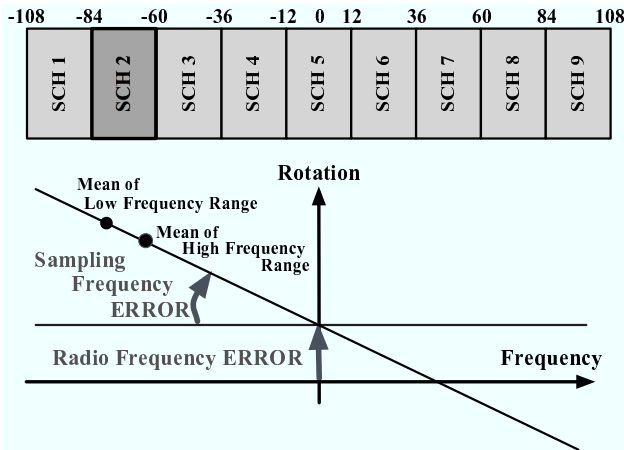 -108 -84 -60 -36 -12 0 12 36 60 84 108
SCH 1 SCH 2 SCH 3 SCH 4 SCH 5 SCH 6 SCH 7 SCH 8 SCH 9
Rotation
Mean of
Low Frequency Range
Mean of
High Frequency
Range
Sampling
Frequency
ERROR
Radio Frequency ERROR
Frequency